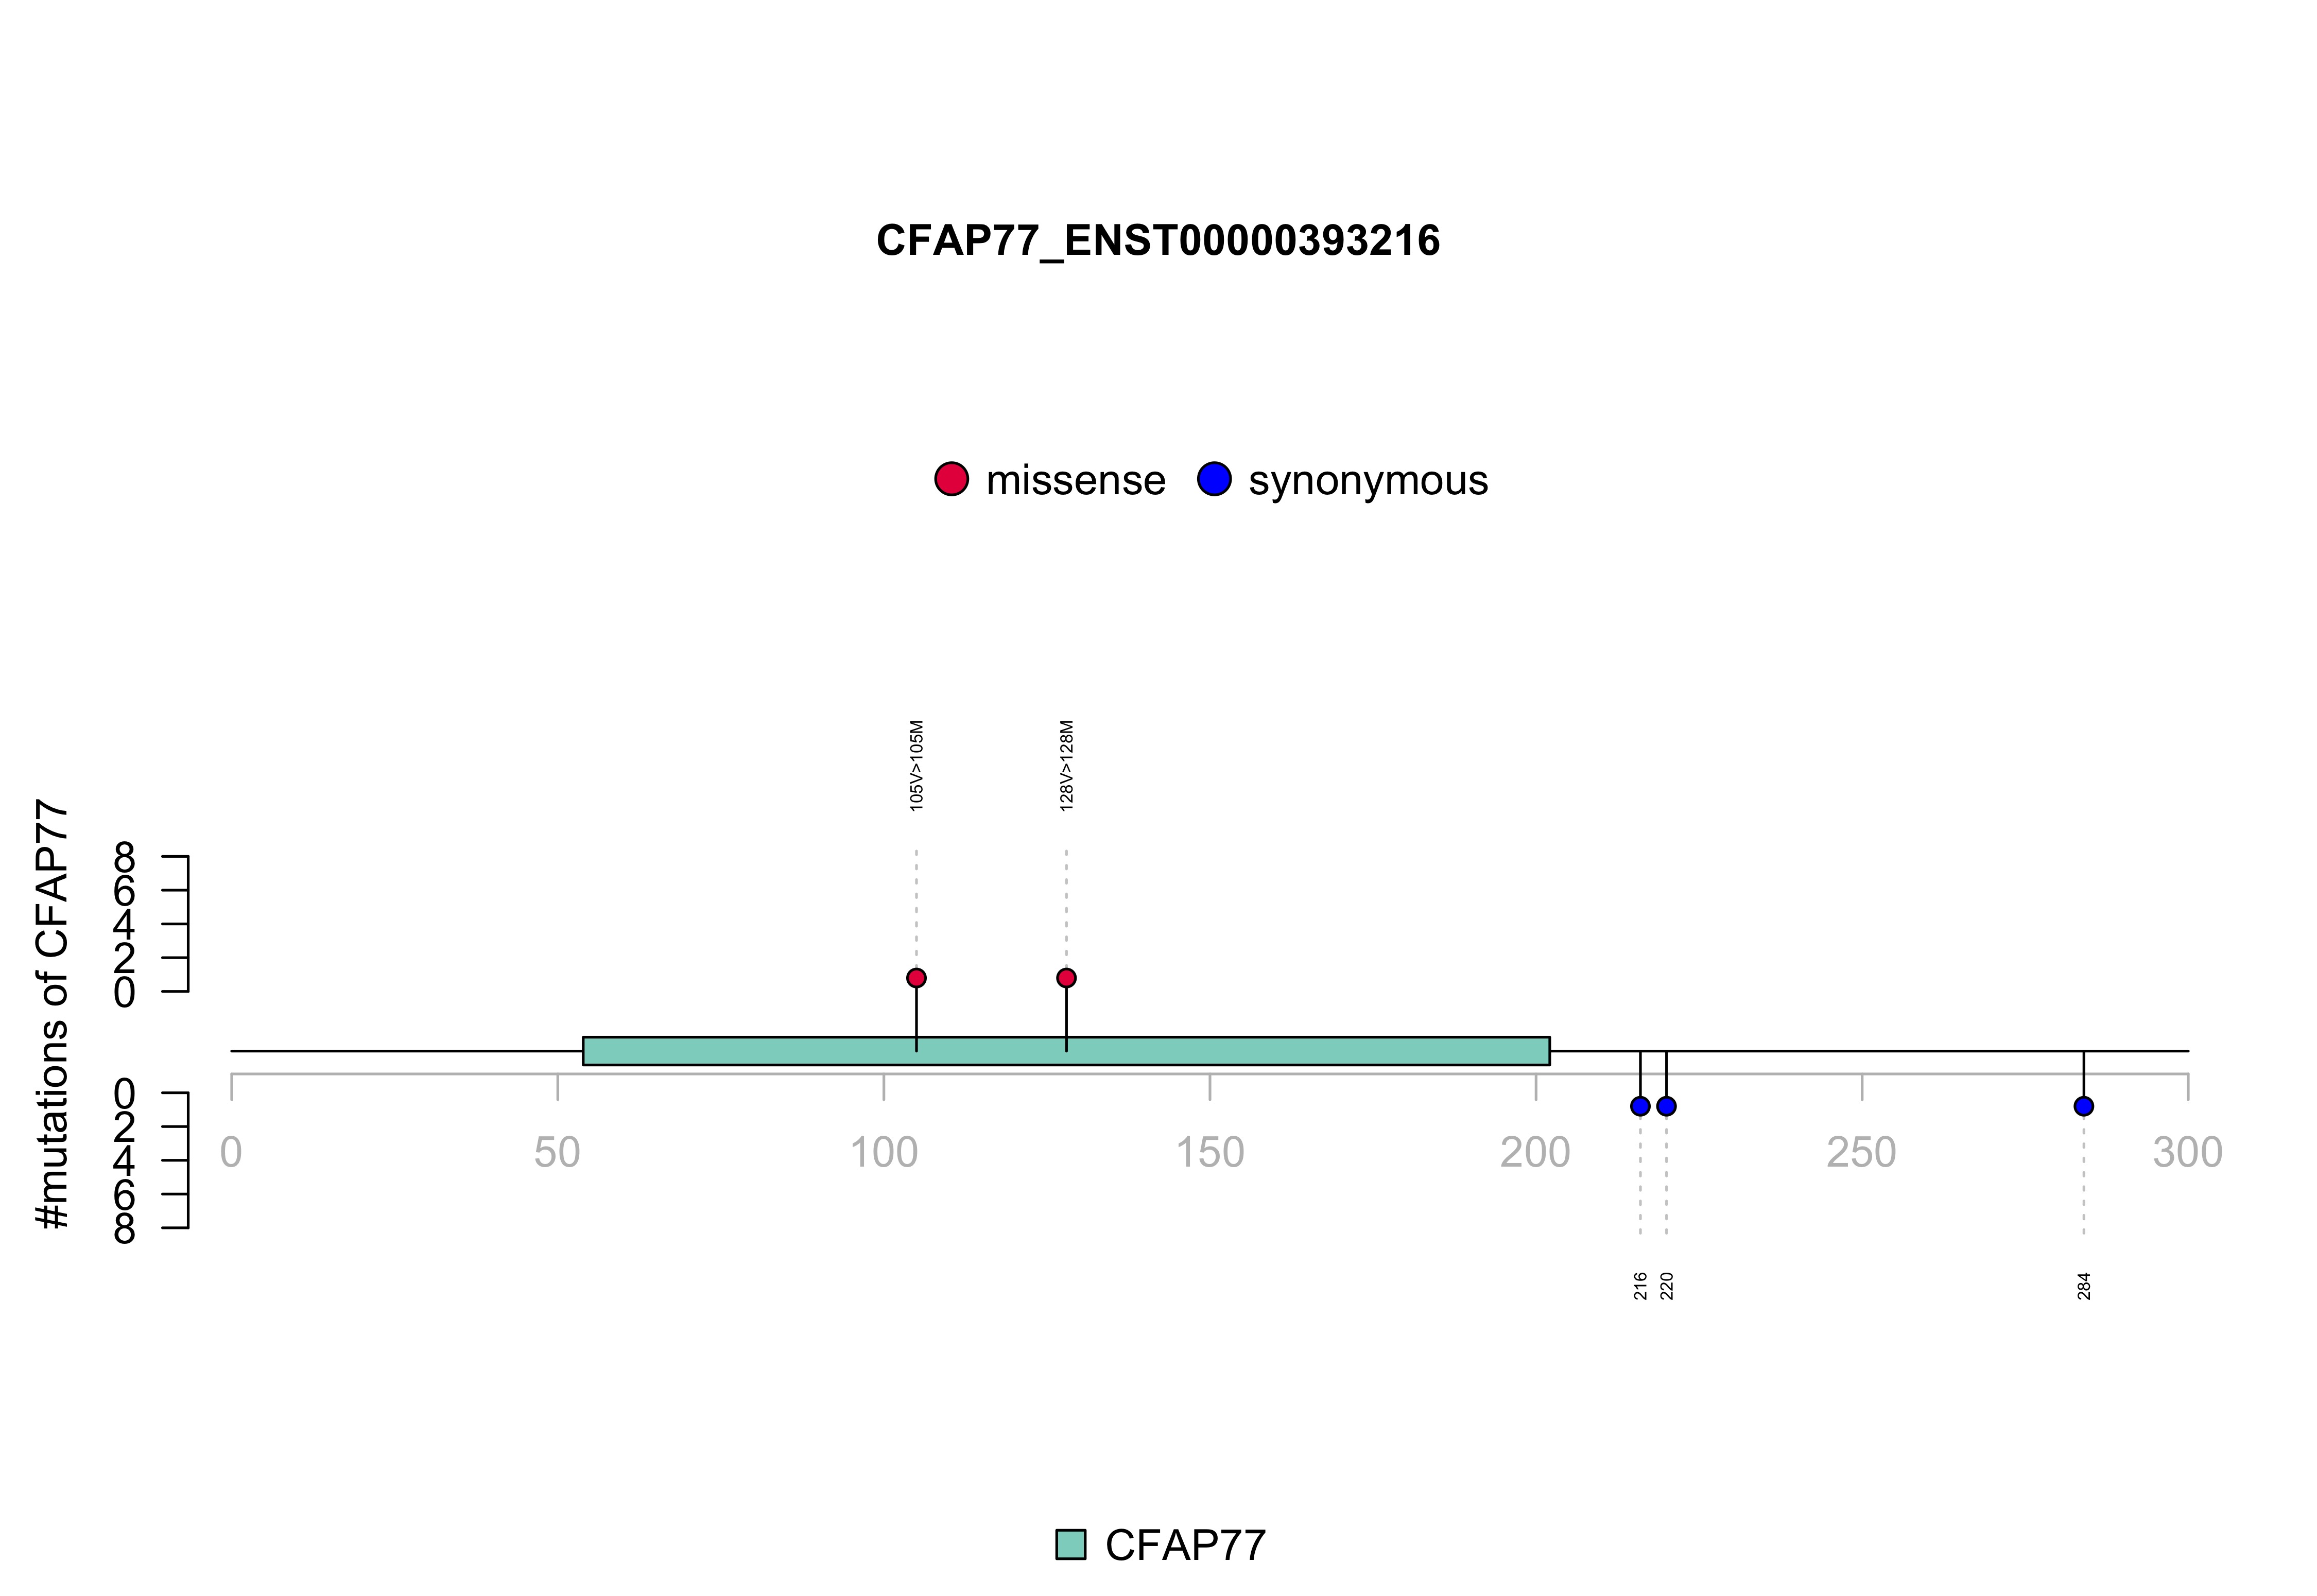 CFAP77_ENST00000393216
missense
synonymous
105V>105M
128V>128M
#mutations of CFAP77
8
6
4
2
0
0
2
4
6
8
0
50
100
150
200
250
300
216
220
284
CFAP77